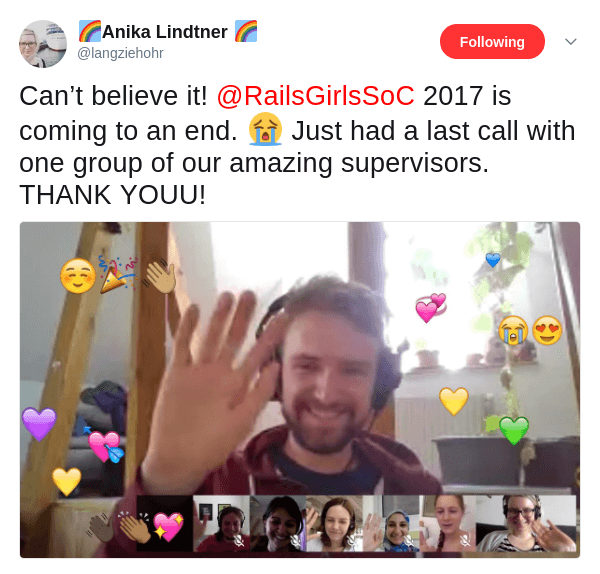 🌈Anika Lindtner 🌈
@langziehohr
Following
Can’t believe it! @RailsGirlsSoC 2017 is
coming to an end. 😭 Just had a last call with
one group of our amazing supervisors.
THANK YOUU!